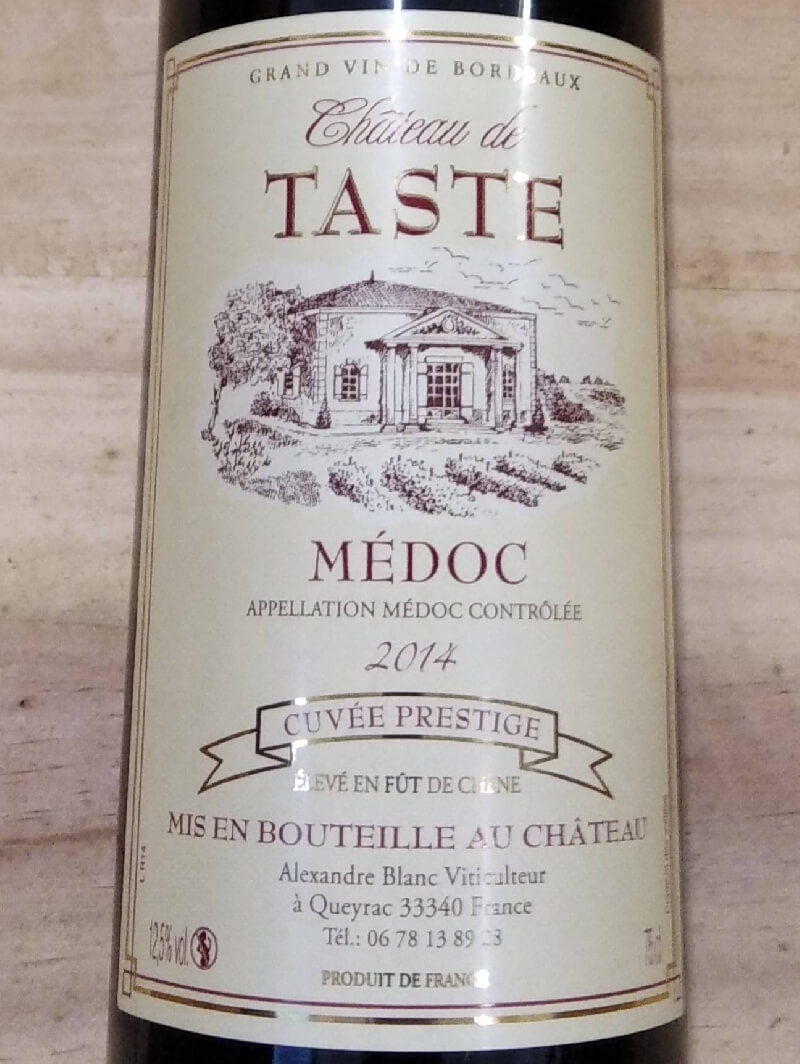 GRAND VIN DE BORDEAUX
Château de
TASTE
MÉDOC
APPELLATION MÉDOC CONTRÔLÉE
2014
CUVÉE PRESTIGE
ÉLEVÉ EN FÛT DE CHÊNE
MIS EN BOUTEILLE AU CHÂTEAU
Alexandre Blanc Viticulteur
à Queyrac 33340 France
Tél.: 06 78 13 89
12,5% vol.
75 cl
PRODUIT DE FRANCE